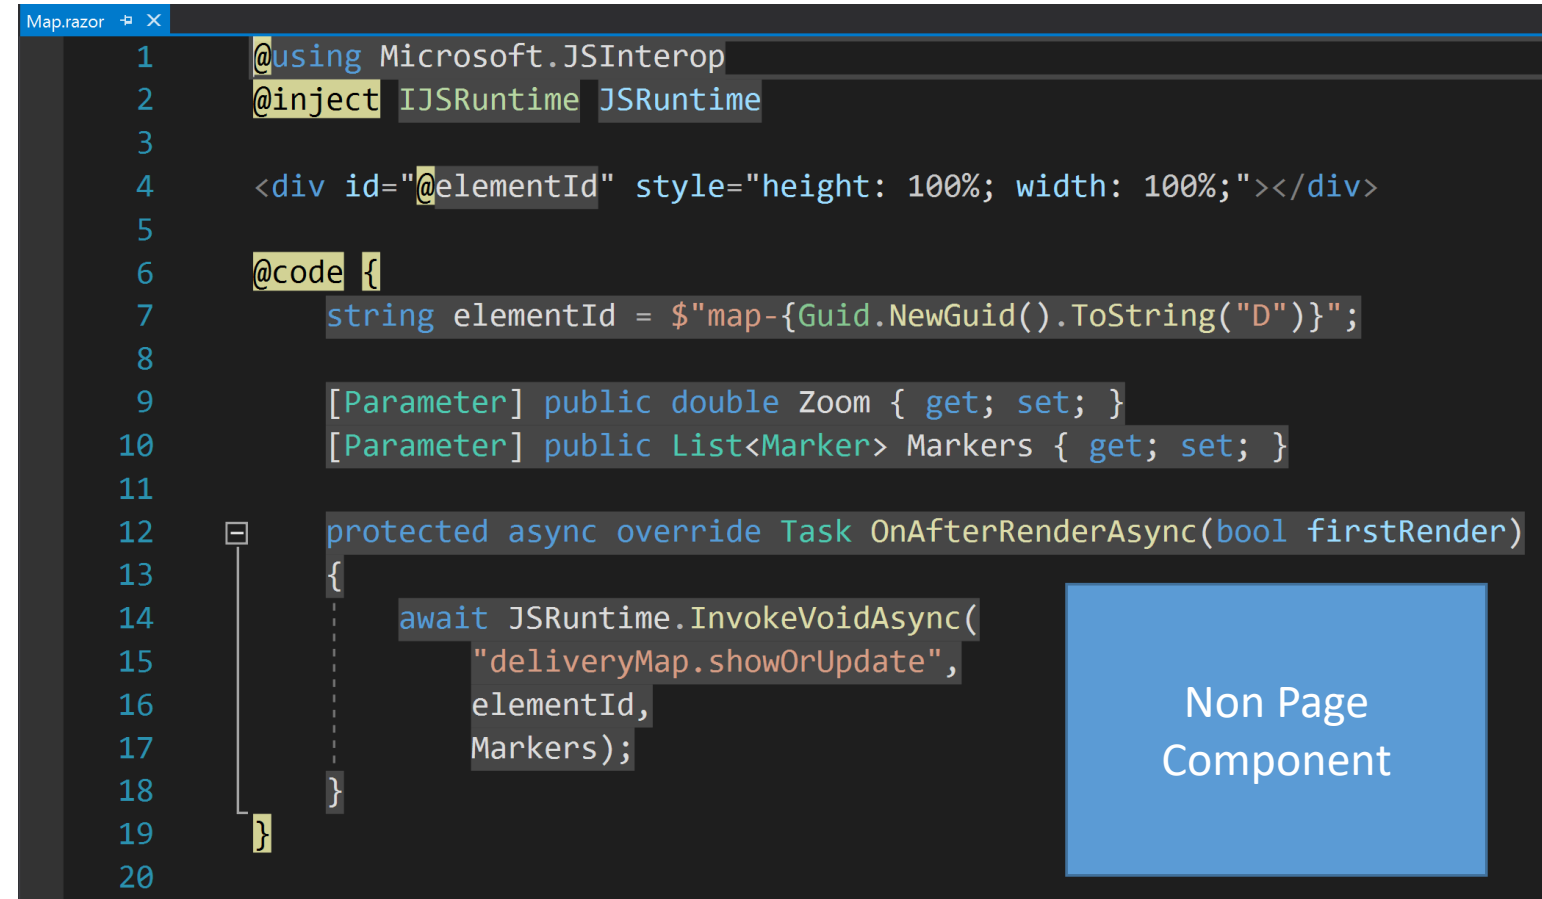 Map.razor
1 @using Microsoft.JSInterop
2 @inject IJSRuntime JSRuntime
3
4 <div id="@elementId" style="height: 100%; width: 100%;"></div>
5
6 @code {
7 string elementId = $"map-{Guid.NewGuid().ToString("D")}";
8
9 [Parameter] public double Zoom { get; set; }
10 [Parameter] public List<Marker> Markers { get; set; }
11
12 protected async override Task OnAfterRenderAsync(bool firstRender)
13 {
14 await JSRuntime.InvokeVoidAsync(
15 "deliveryMap.showOrUpdate",
16 elementId,
17 Markers);
18 }
19 }
20
Non Page
Component